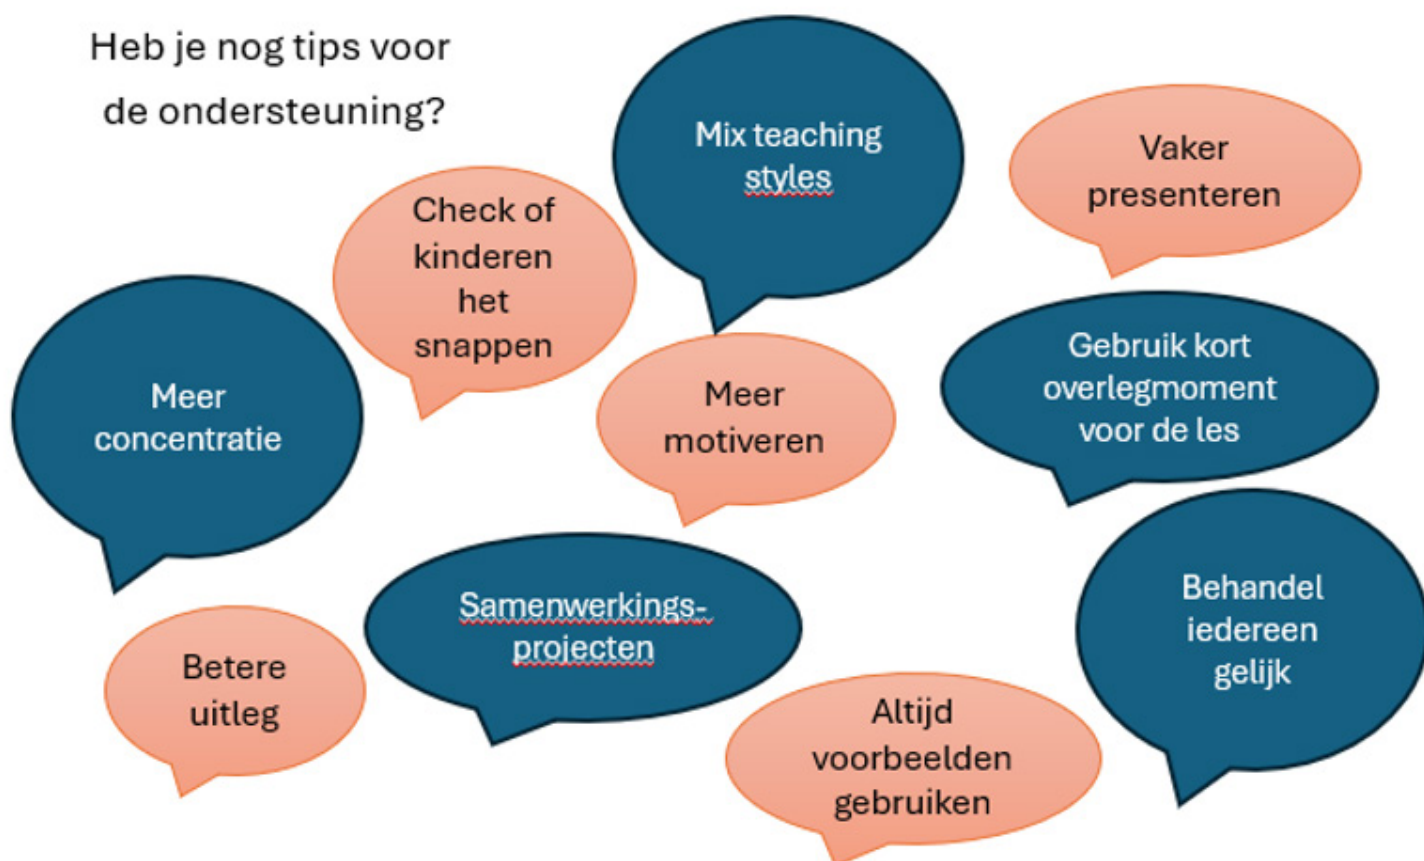 Heb je nog tips voor
de ondersteuning?
Mix teaching
styles
Vaker
presenteren
Check of
kinderen
het
snappen
Meer
concentratie
Meer
motiveren
Gebruik kort
overlegmoment
voor de les
Samenwerkings-
projecten
Behandel
iedereen
gelijk
Betere
uitleg
Altijd
voorbeelden
gebruiken